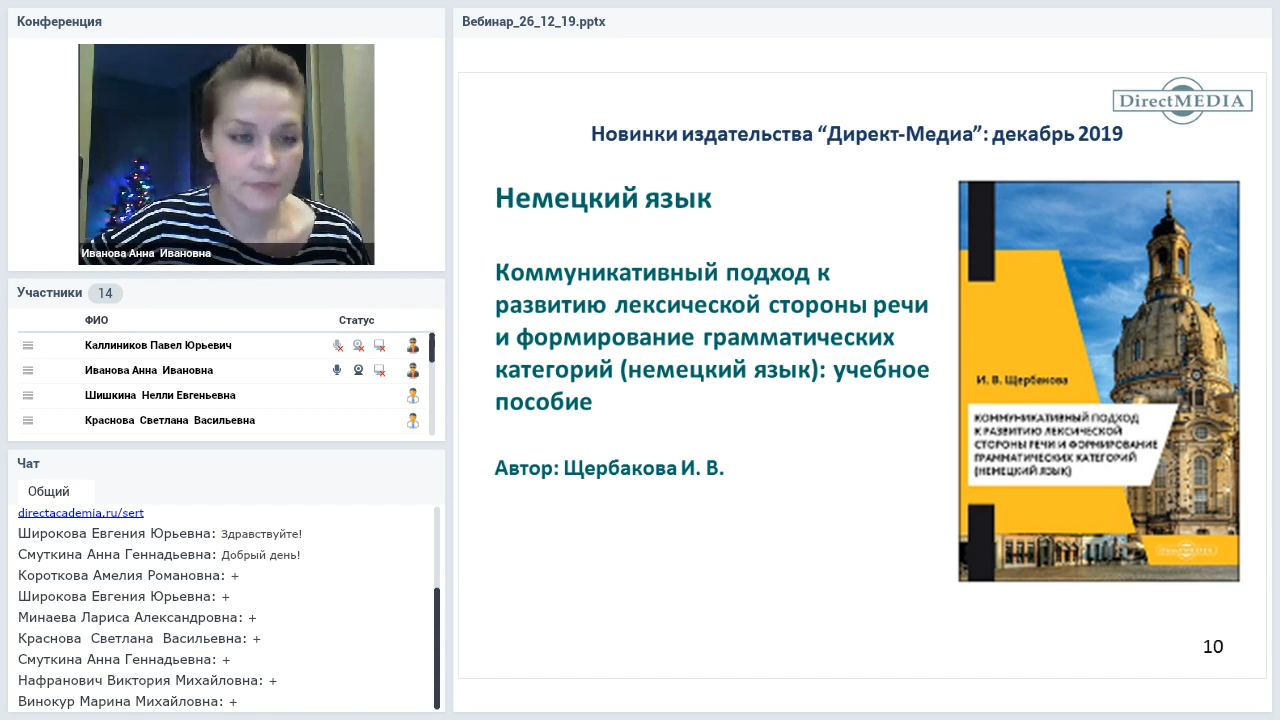 Конференция
Иванова Анна Ивановна
Участники 14
ФИО Статус
Каллиников Павел Юрьевич
Иванова Анна Ивановна
Шишкина Нелли Евгеньевна
Краснова Светлана Васильевна
Чат
Общий
directacademia.ru/sert
Широкова Евгения Юрьевна: Здравствуйте!
Смуткина Анна Геннадьевна: Добрый день!
Короткова Амелия Романовна: +
Широкова Евгения Юрьевна: +
Минаева Лариса Александровна: +
Краснова Светлана Васильевна: +
Смуткина Анна Геннадьевна: +
Нафранович Виктория Михайловна: +
Винокур Марина Михайловна: +
Вебинар_26_12_19.pptx
DirectMEDIA
Новинки издательства “Директ-Медиа”: декабрь 2019
Немецкий язык
Коммуникативный подход к
развитию лексической стороны речи
и формирование грамматических
категорий (немецкий язык): учебное
пособие
Автор: Щербакова И. В.
И. В. Щербакова
КОММУНИКАТИВНЫЙ ПОДХОД
К РАЗВИТИЮ ЛЕКСИЧЕСКОЙ
СТОРОНЫ РЕЧИ И ФОРМИРОВАНИЕ
ГРАММАТИЧЕСКИХ КАТЕГОРИЙ
(НЕМЕЦКИЙ ЯЗЫК)
DirectMEDIA
10